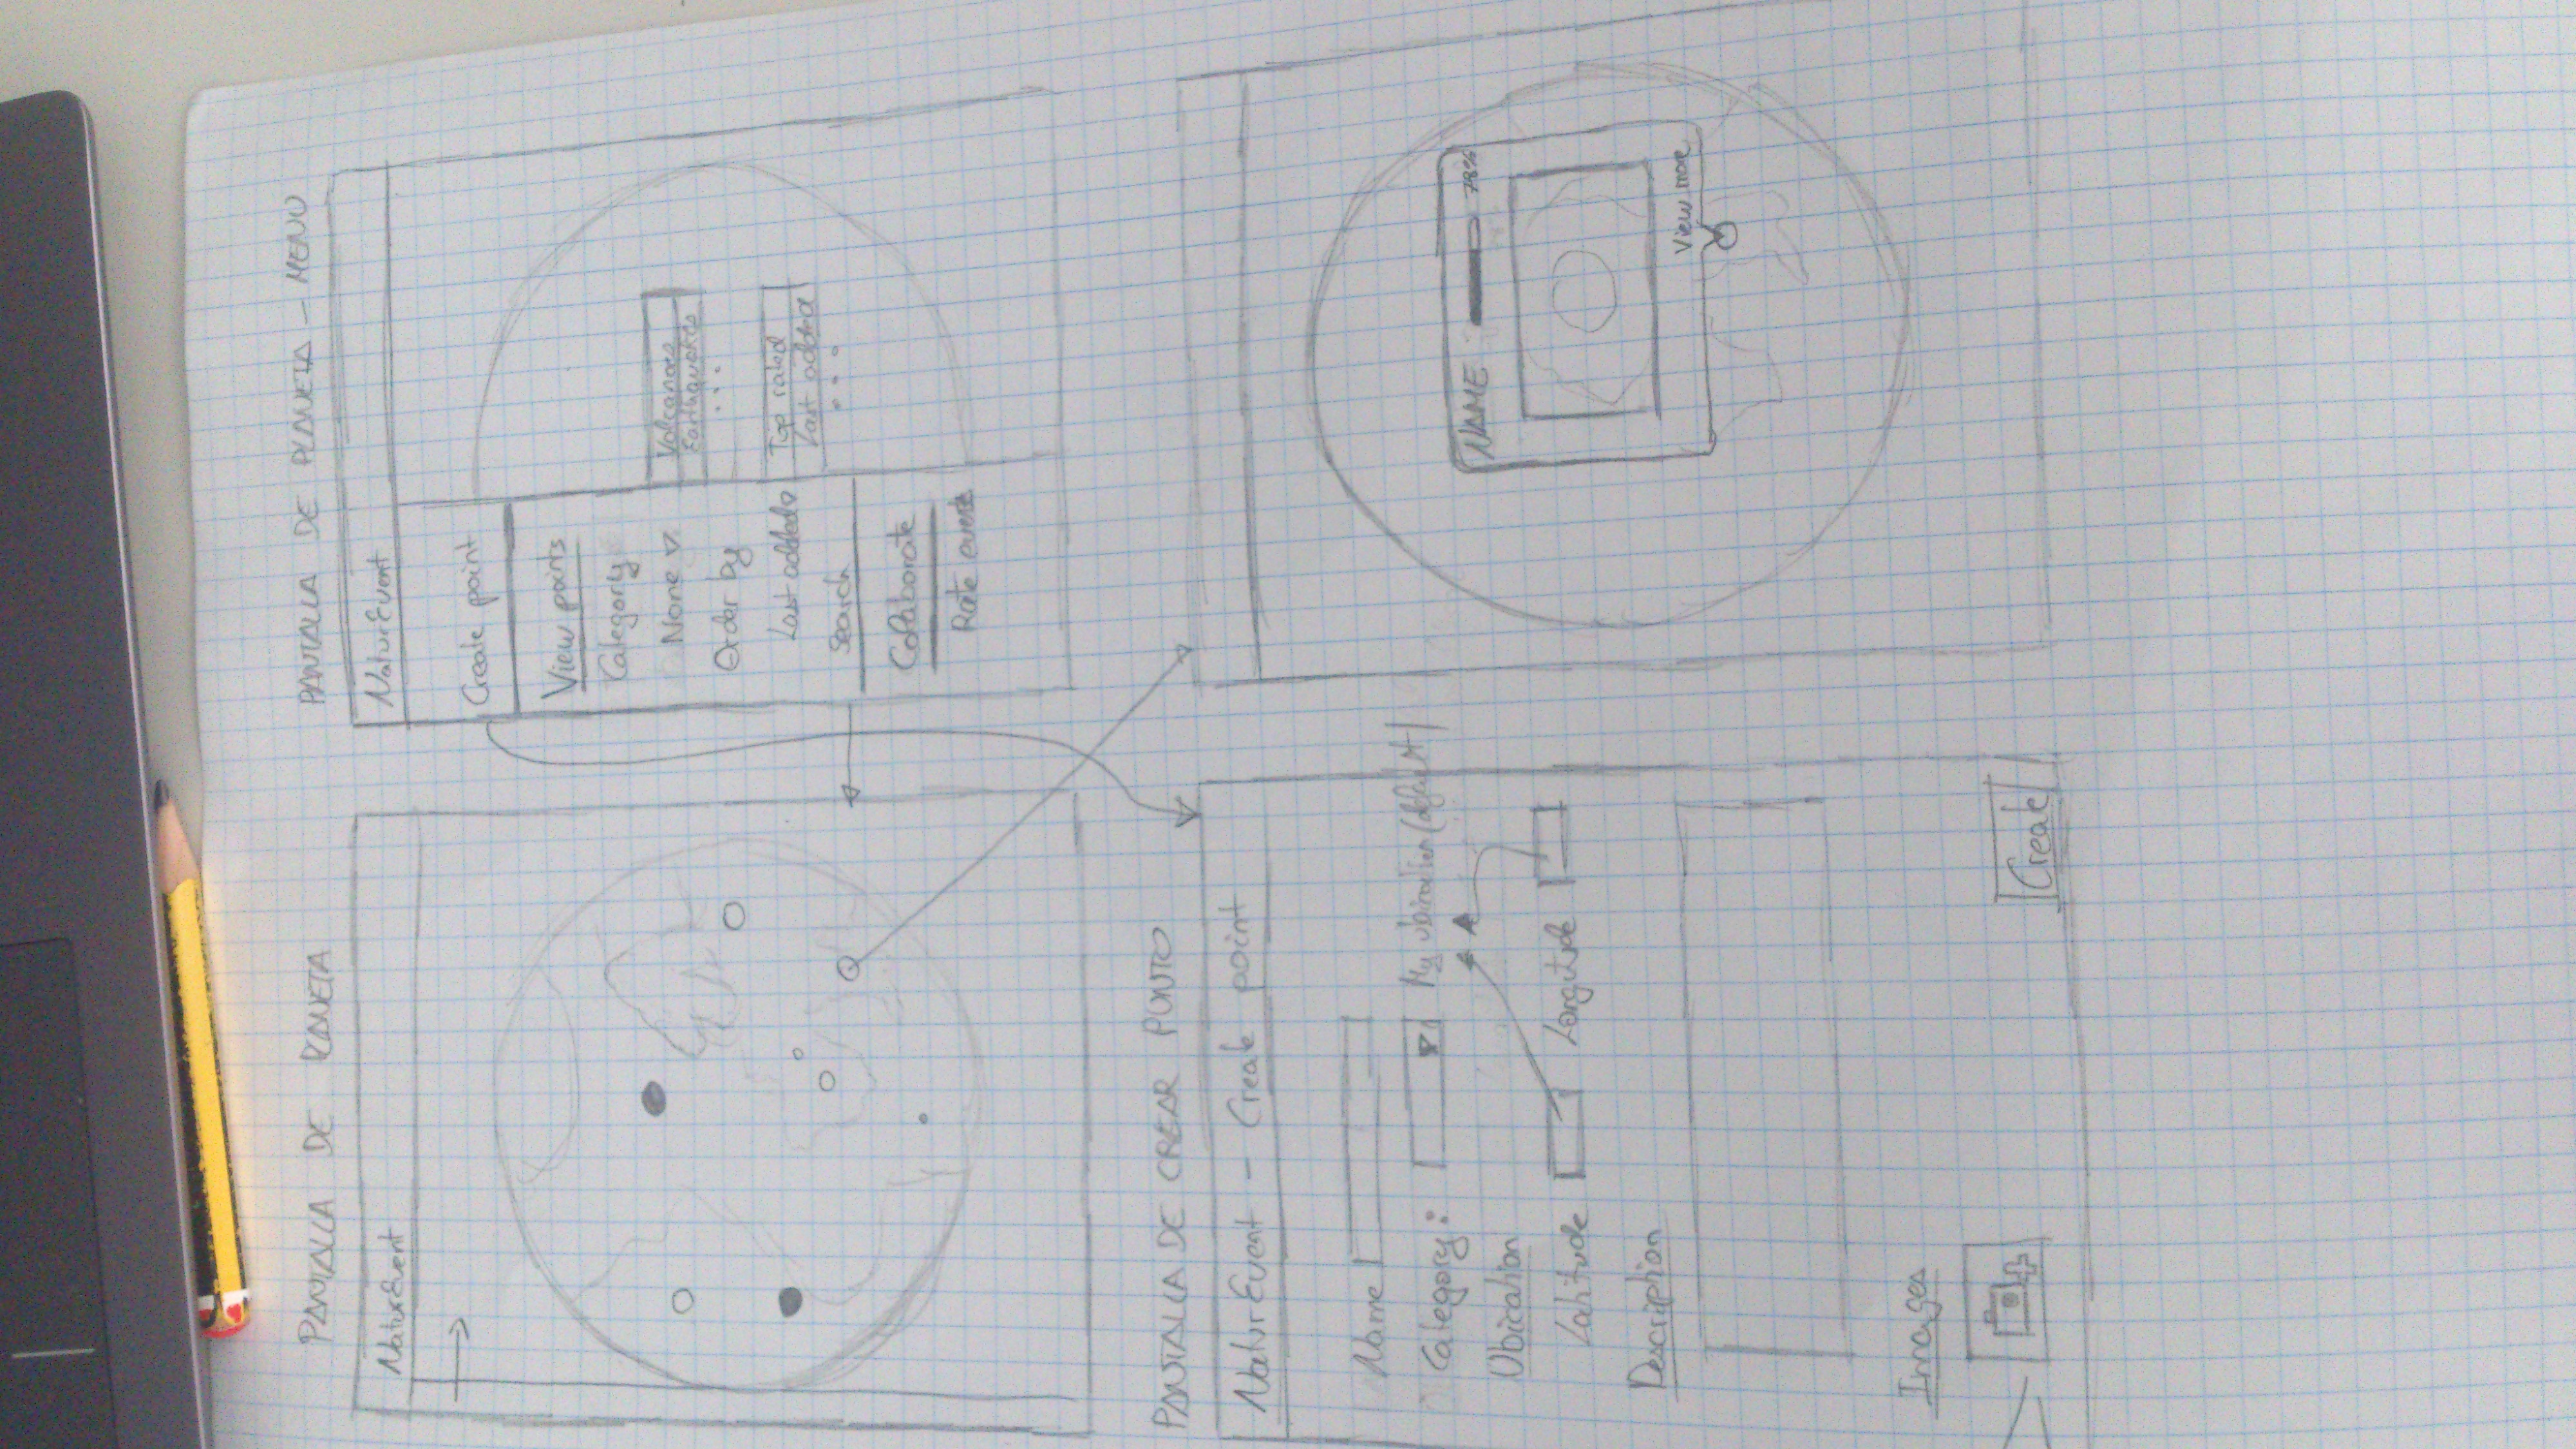 PANTALLA DE PLANETA
NaturEvent
PANTALLA DE PLANETA - MENU
NaturEvent
Create point
View points
Category
None
Volcanoes
Earthquakes
Order by
Last added
Top rated
Last added
Search
Collaborate
Rate events
PANTALLA DE CREAR PUNTO
NaturEvent - Create point
Name
Category:
My ubication (default)
Ubication
Latitude
Longitude
Description
Images
Create
NAME
78%
View more